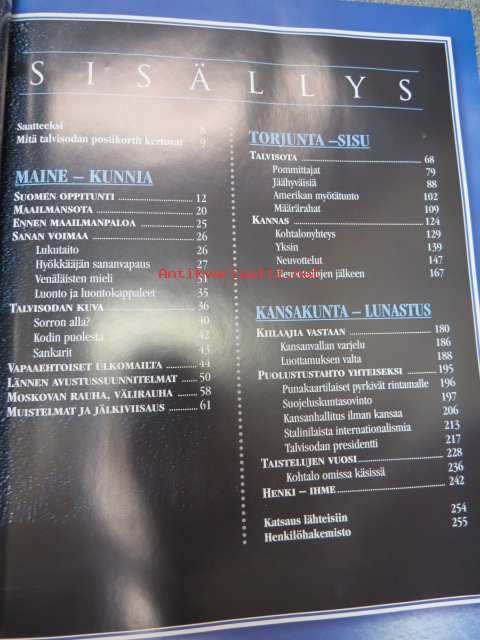 SISÄLLYS
Saatteeksi 8
Mitä talvisodan postikortit kertovat 9
MAINE – KUNNIA
SUOMEN OPPITUNTI 12
MAAILMANSOTA 20
ENNEN MAAILMANPALOA 25
SANAN VOIMAA 26
Lukutaito 26
Hyökkääjän sananvapaus 27
Venäläisten mieli 31
Luonto ja luontokappaleet 35
TALVISODAN KUVA 36
Sorron alla? 40
Kodin puolesta 42
Sankarit 43
VAPAAEHTOISET ULKOMAILTA 44
LÄNNEN AVUSTUSSUUNNITELMAT 50
MOSKOVAN RAUHA, VÄLIRAUHA 58
MUISTELMAT JA JÄLKIVIISAUS 61
TORJUNTA –SISU
TALVISOTA 68
Pommittajat 79
Jäähyväisiä 88
Amerikan myötätunto 102
Määrärahat 109
KANNAS 124
Kohtalonyhteys 129
Yksin 139
Neuvottelut 147
jälkeen 167
KANSAKUNTA – LUNASTUS
KIILAAJIA VASTAAN 180
Kansanvallan varjelu 186
Luottamuksen valta 188
PUOLUSTUSTAHTO YHTEISEKSI 195
Punakaartilaiset pyrkivät rintamalle 196
Suojeluskuntasovinto 197
Kansanhallitus ilman kansaa 206
Stalinilaista internationalismia 213
Talvisodan presidentti 217
TAISTELUJEN VUOSI 228
Kohtalo omissa käsissä 236
HENKI – IHME 242
Katsaus lähteisiin 254
Henkilöhakemisto 255